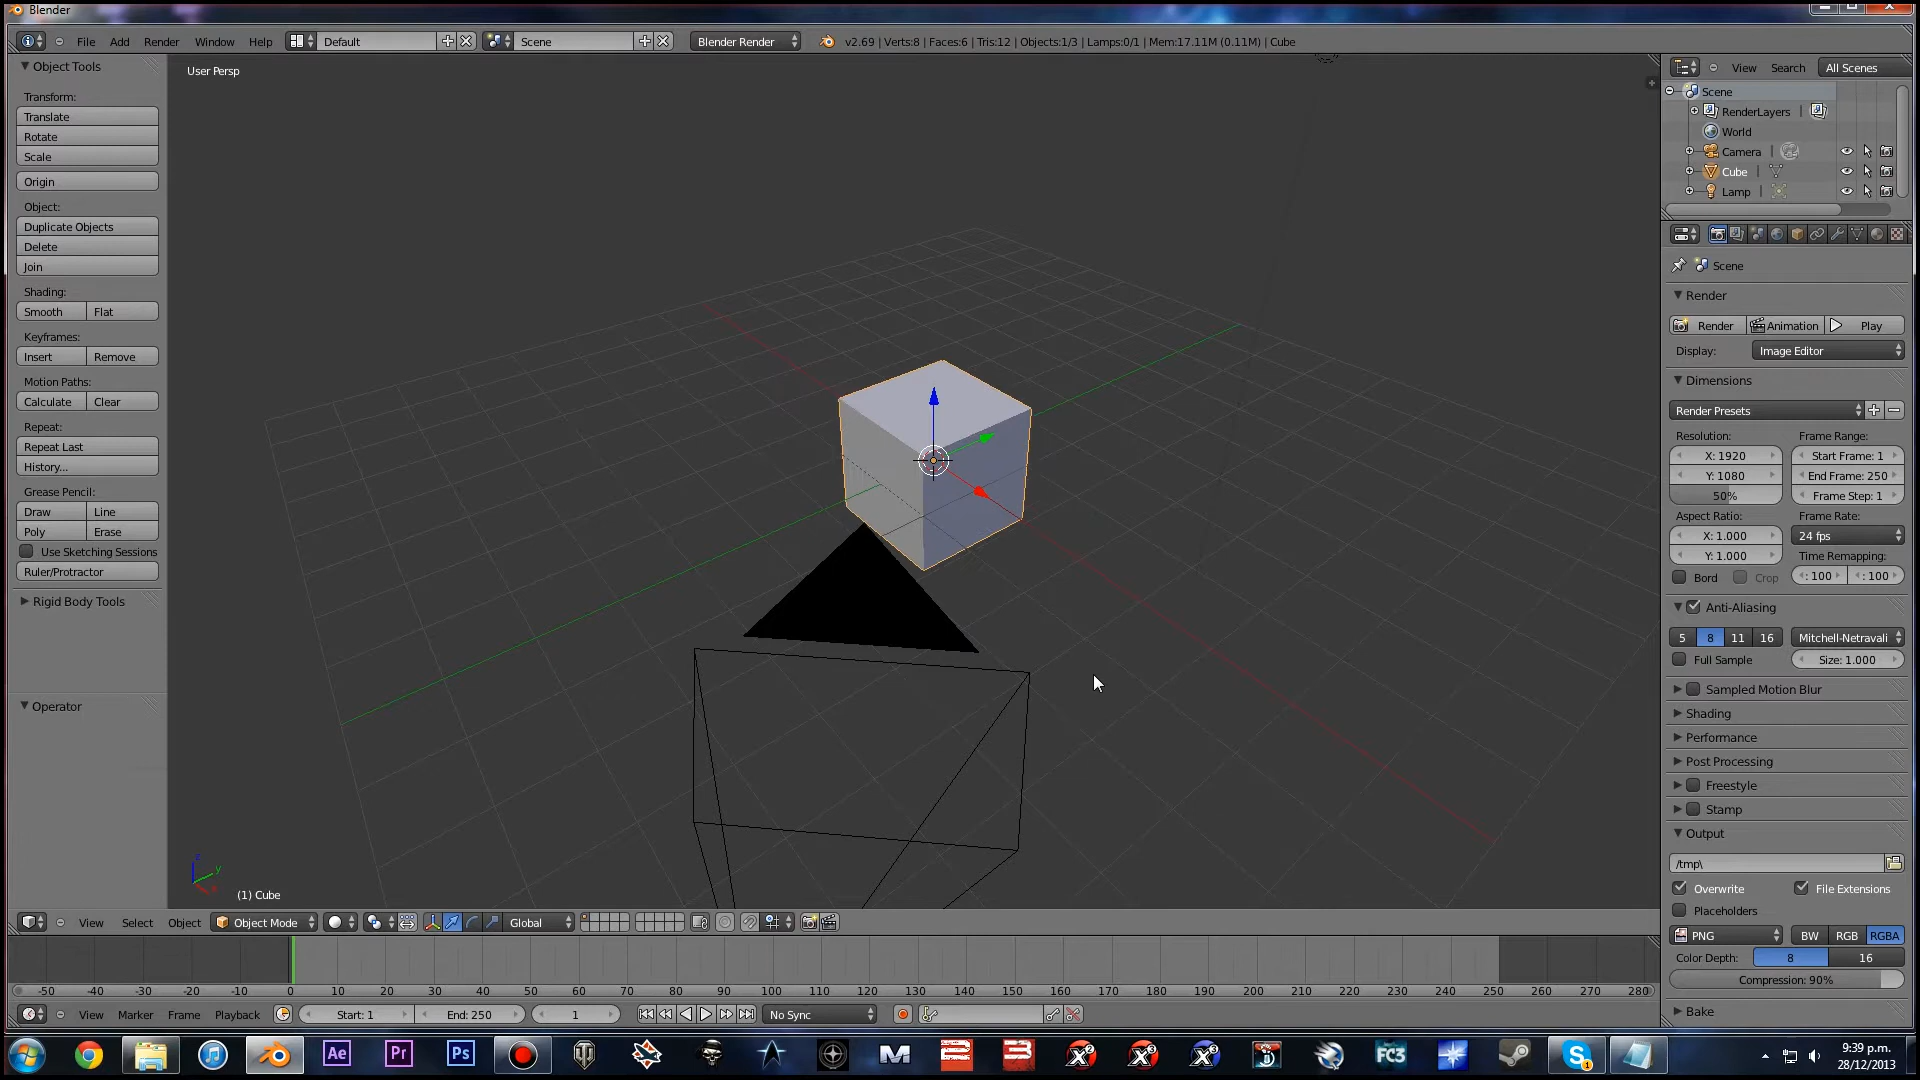 Blender
File Add Render Window Help Default Scene Blender Render v2.69 | Verts:8 | Faces:6 | Tris:12 | Objects:1/3 | Lamps:0/1 | Mem:17.11M (0.11M) | Cube
Object Tools
Transform:
Translate
Rotate
Scale
Origin
Object:
Duplicate Objects
Delete
Join
Shading:
Smooth Flat
Keyframes:
Insert Remove
Motion Paths:
Calculate Clear
Repeat:
Repeat Last
History...
Grease Pencil:
Draw Line
Poly Erase
Use Sketching Sessions
Ruler/Protractor
Rigid Body Tools
Operator
User Persp
z
y
x
(1) Cube
View Select Object Object Mode Global
-50 -40 -30 -20 -10 0 10 20 30 40 50 60 70 80 90 100 110 120 130 140 150 160 170 180 190 200 210 220 230 240 250 260 270 280
View Marker Frame Playback Start: 1 End: 250 1 No Sync
View Search All Scenes
Scene
RenderLayers |
World
Camera |
Cube |
Lamp |
Scene
Render
Render Animation Play
Display: Image Editor
Dimensions
Render Presets
Resolution: Frame Range:
X: 1920 Start Frame: 1
Y: 1080 End Frame: 250
50% Frame Step: 1
Aspect Ratio: Frame Rate:
X: 1.000 24 fps
Y: 1.000 Time Remapping:
Bord Crop : 100 : 100
Anti-Aliasing
5 8 11 16 Mitchell-Netravali
Full Sample Size: 1.000
Sampled Motion Blur
Shading
Performance
Post Processing
Freestyle
Stamp
Output
/tmp\
Overwrite File Extensions
Placeholders
PNG BW RGB RGBA
Color Depth: 8 16
Compression: 90%
Bake
Ae Pr Ps M 2 3 X2 X3 X3 FC3 S 1
9:39 p.m.
28/12/2013